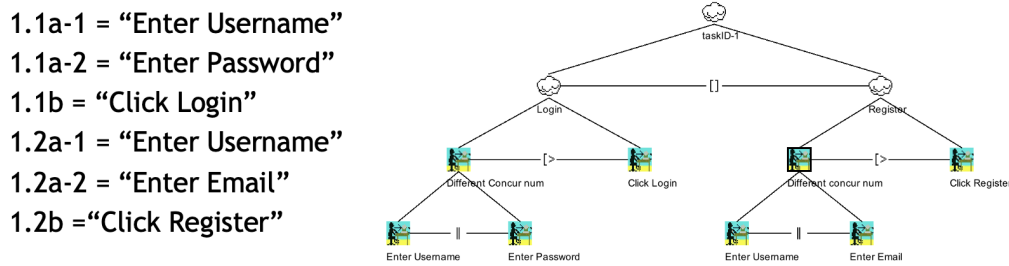 1.1a-1 = “Enter Username”
1.1a-2 = “Enter Password”
1.1b = “Click Login”
1.2a-1 = “Enter Username”
1.2a-2 = “Enter Email”
1.2b =“Click Register”
taskID-1
[]
Login
Register
[>
[>
Different Concur num
Click Login
Different concur num
Click Registe
||
||
Enter Username
Enter Password
Enter Username
Enter Email